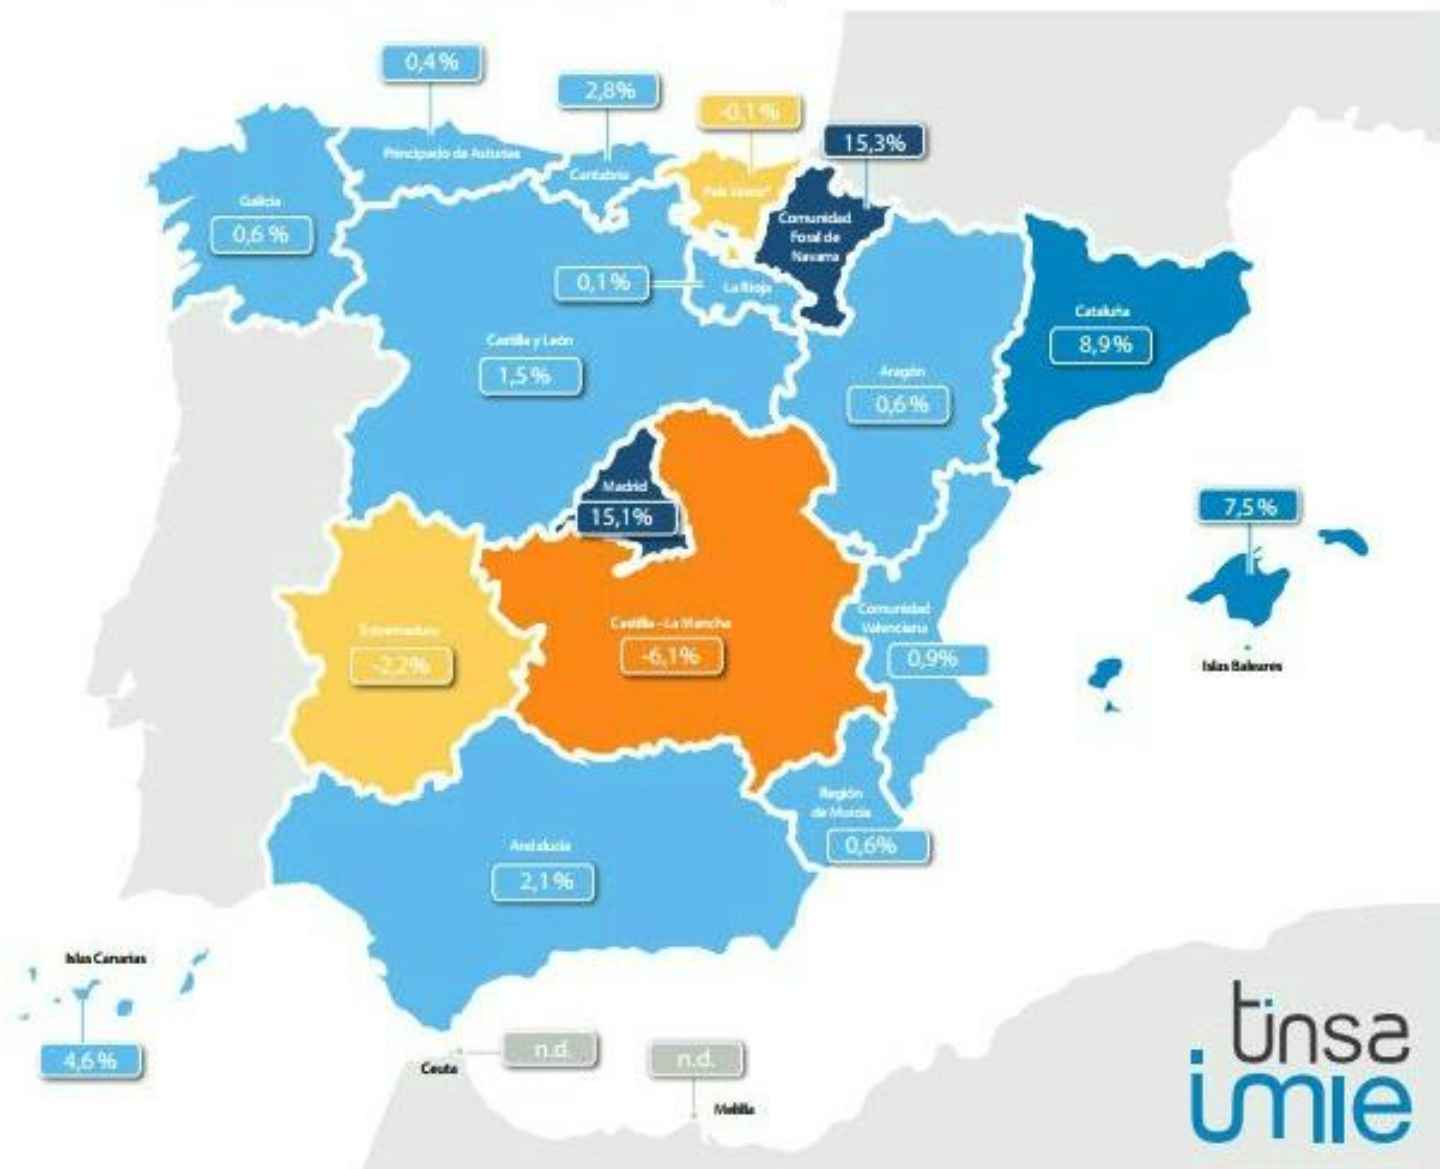 0,4%
2,8%
-0,1%
15,3%
Principado de Asturias
Cantabria
País Vasco*
Galicia
0,6%
Comunidad
Foral de
Navarra
0,1%
La Rioja
Cataluña
8,9%
Castilla y León
1,5%
Aragón
0,6%
Madrid
15,1%
7,5%
Islas Baleares
Castilla - La Mancha
-6,1%
Extremadura
-2,2%
Comunidad
Valenciana
0,9%
Región
de Murcia
0,6%
Andalucía
2,1%
Islas Canarias
4,6%
Ceuta
n.d.
n.d.
Melilla
tinsa
imie